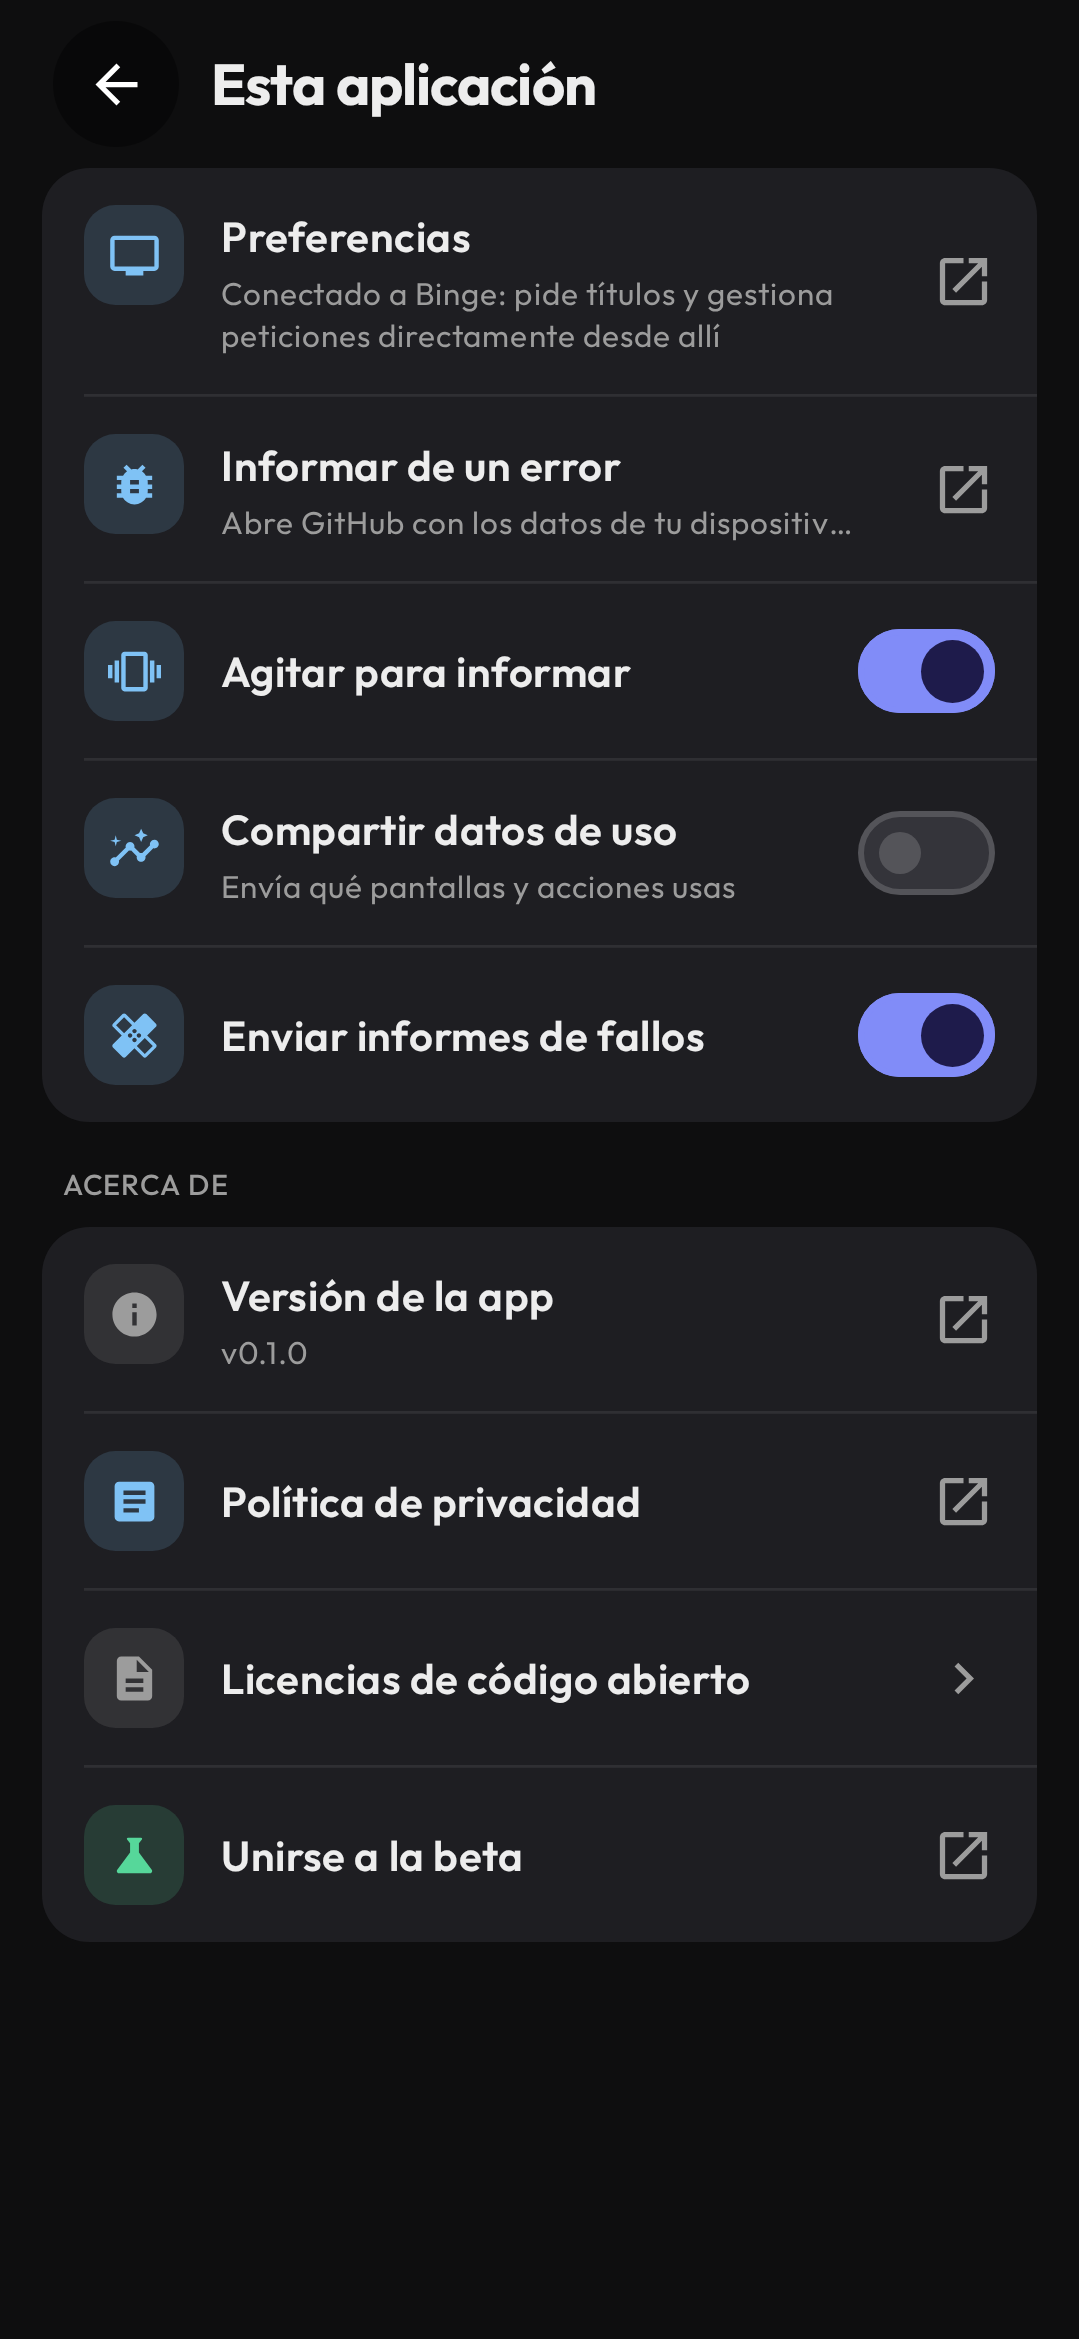 Esta aplicación
Preferencias
Conectado a Binge: pide títulos y gestiona
peticiones directamente desde allí
Informar de un error
Abre GitHub con los datos de tu dispositiv...
Agitar para informar
Compartir datos de uso
Envía qué pantallas y acciones usas
Enviar informes de fallos
ACERCA DE
Versión de la app
v0.1.0
Política de privacidad
Licencias de código abierto
Unirse a la beta